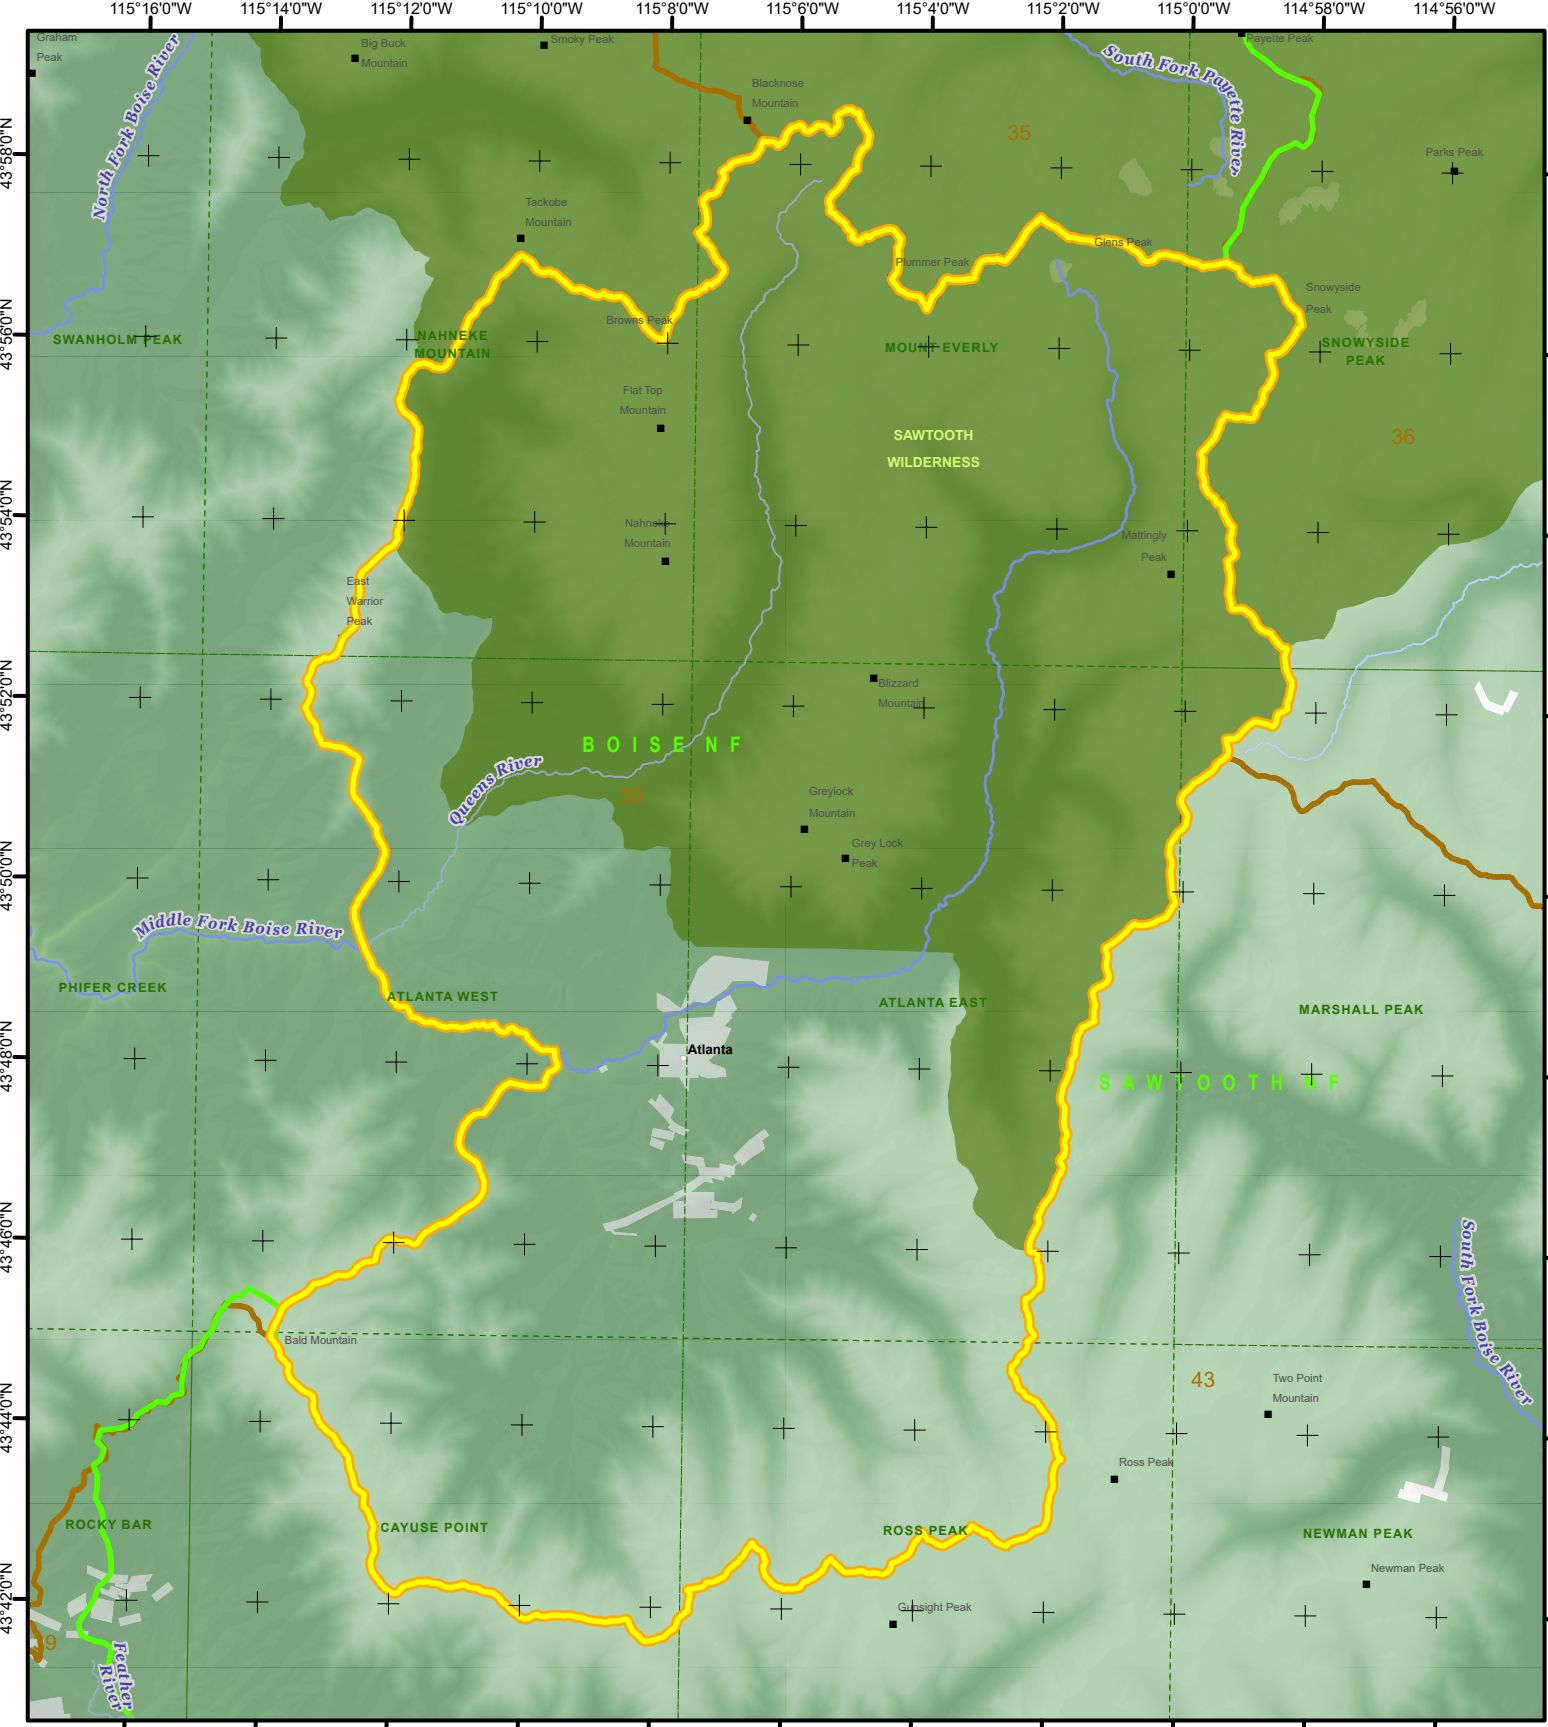 115°16'0"W 115°14'0"W 115°12'0"W 115°10'0"W 115°8'0"W 115°6'0"W 115°4'0"W 115°2'0"W 115°0'0"W 114°58'0"W 114°56'0"W
Graham
Peak
Big Buck
Mountain
Smoky Peak
Payette Peak
North Fork Boise River
South Fork Payette River
Blacknose
Mountain
35
43°58'0"N
Parks Peak
Tackobe
Mountain
Glens Peak
Plummer Peak
Snowyside
Peak
Browns Peak
43°56'0"N
SWANHOLM PEAK
NAHNEKE
MOUNTAIN
MOUNT EVERLY
SNOWYSIDE
PEAK
Flat Top
Mountain
SAWTOOTH
WILDERNESS
36
43°54'0"N
Nahneke
Mountain
Mattingly
Peak
East
Warrior
Peak
43°52'0"N
Blizzard
Mountain
BOISE NF
Queens River
38
Greylock
Mountain
Grey Lock
Peak
43°50'0"N
Middle Fork Boise River
PHIFER CREEK
ATLANTA WEST
ATLANTA EAST
MARSHALL PEAK
43°48'0"N
Atlanta
SAWTOOTH NF
43°46'0"N
South Fork Boise River
Bald Mountain
43
Two Point
Mountain
43°44'0"N
Ross Peak
ROCKY BAR
CAYUSE POINT
ROSS PEAK
NEWMAN PEAK
Newman Peak
43°42'0"N
Gunsight Peak
39
Feather
River